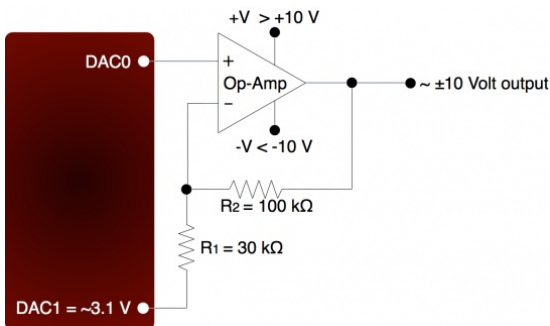 +V > +10 V
DAC0
+
Op-Amp
−
~ ±10 Volt output
-V < -10 V
R2 = 100 kΩ
R1 = 30 kΩ
DAC1 = ~3.1 V